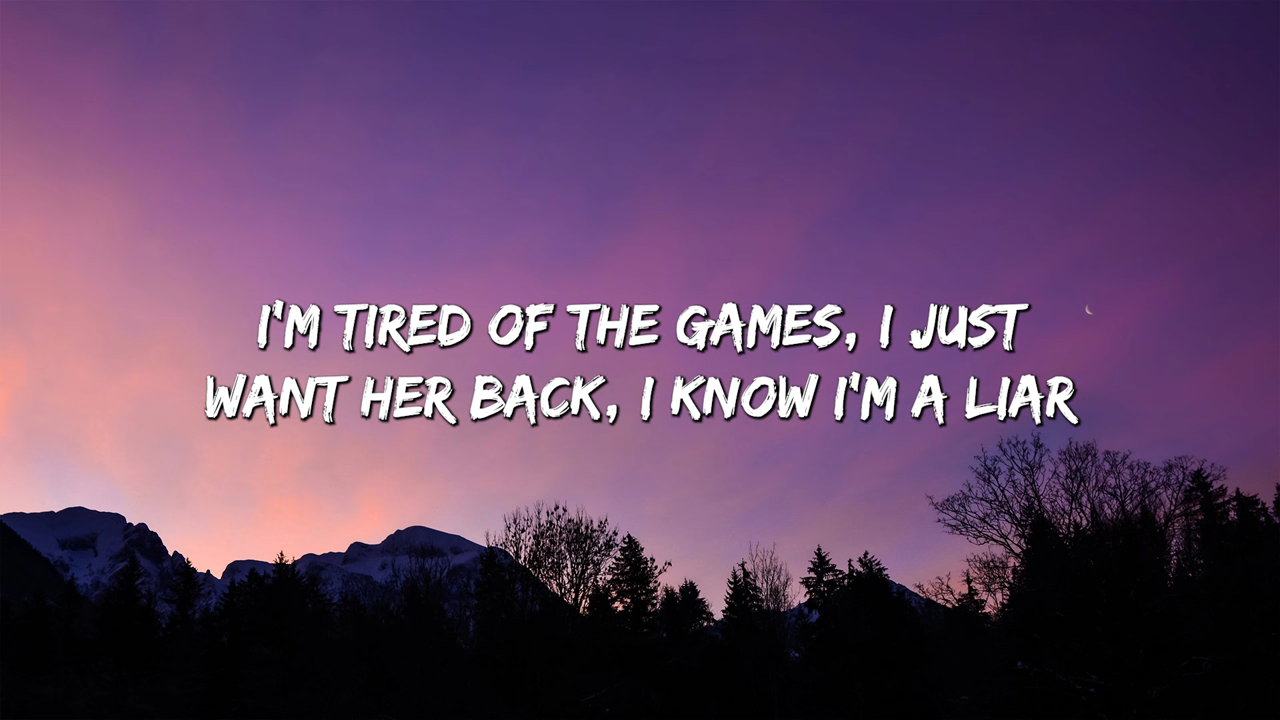 I'M TIRED OF THE GAMES, I JUST
WANT HER BACK, I KNOW I'M A LIAR